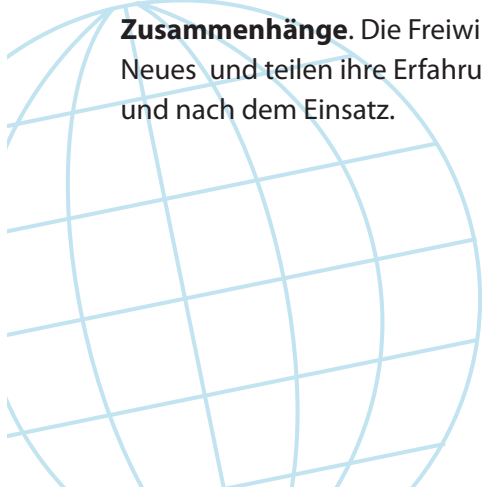 Zusammenhänge. Die Freiwi
Neues und teilen ihre Erfahru
und nach dem Einsatz.